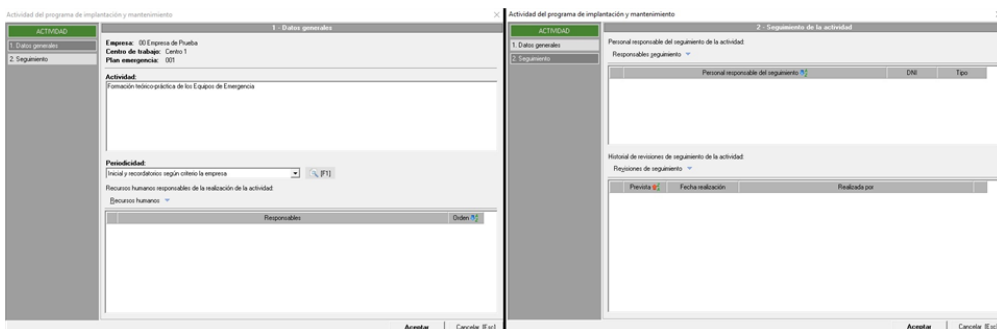 Actividad del programa de implantación y mantenimiento
ACTIVIDAD
1. Datos generales
2. Seguimiento
1 - Datos generales
Empresa: 00 Empresa de Prueba
Centro de trabajo: Centro 1
Plan emergencia: 001
Actividad:
Formación teórico-práctica de los Equipos de Emergencia
Periodicidad:
Inicial y recordatorios según criterio la empresa
[F1]
Recursos humanos responsables de la realización de la actividad:
Recursos humanos
Responsables Orden
Aceptar Cancelar [Esc]
Actividad del programa de implantación y mantenimiento
ACTIVIDAD
1. Datos generales
2. Seguimiento
2 - Seguimiento de la actividad
Personal responsable del seguimiento de la actividad:
Responsables seguimiento
Personal responsable del seguimiento DNI Tipo
Historial de revisiones de seguimiento de la actividad:
Revisiones de seguimiento
Prevista Fecha realización Realizada por
Aceptar Cancelar [Esc]